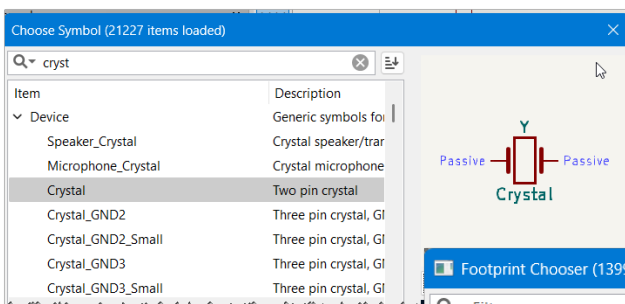 Choose Symbol (21227 items loaded)
cryst
Item Description
Device Generic symbols for
Speaker_Crystal Crystal speaker/tran
Microphone_Crystal Crystal microphone
Crystal Two pin crystal
Crystal_GND2 Three pin crystal, G
Crystal_GND2_Small Three pin crystal, G
Crystal_GND3 Three pin crystal, G
Crystal_GND3_Small Three pin crystal, G
Y
Passive Passive
Crystal
Footprint Chooser (1399